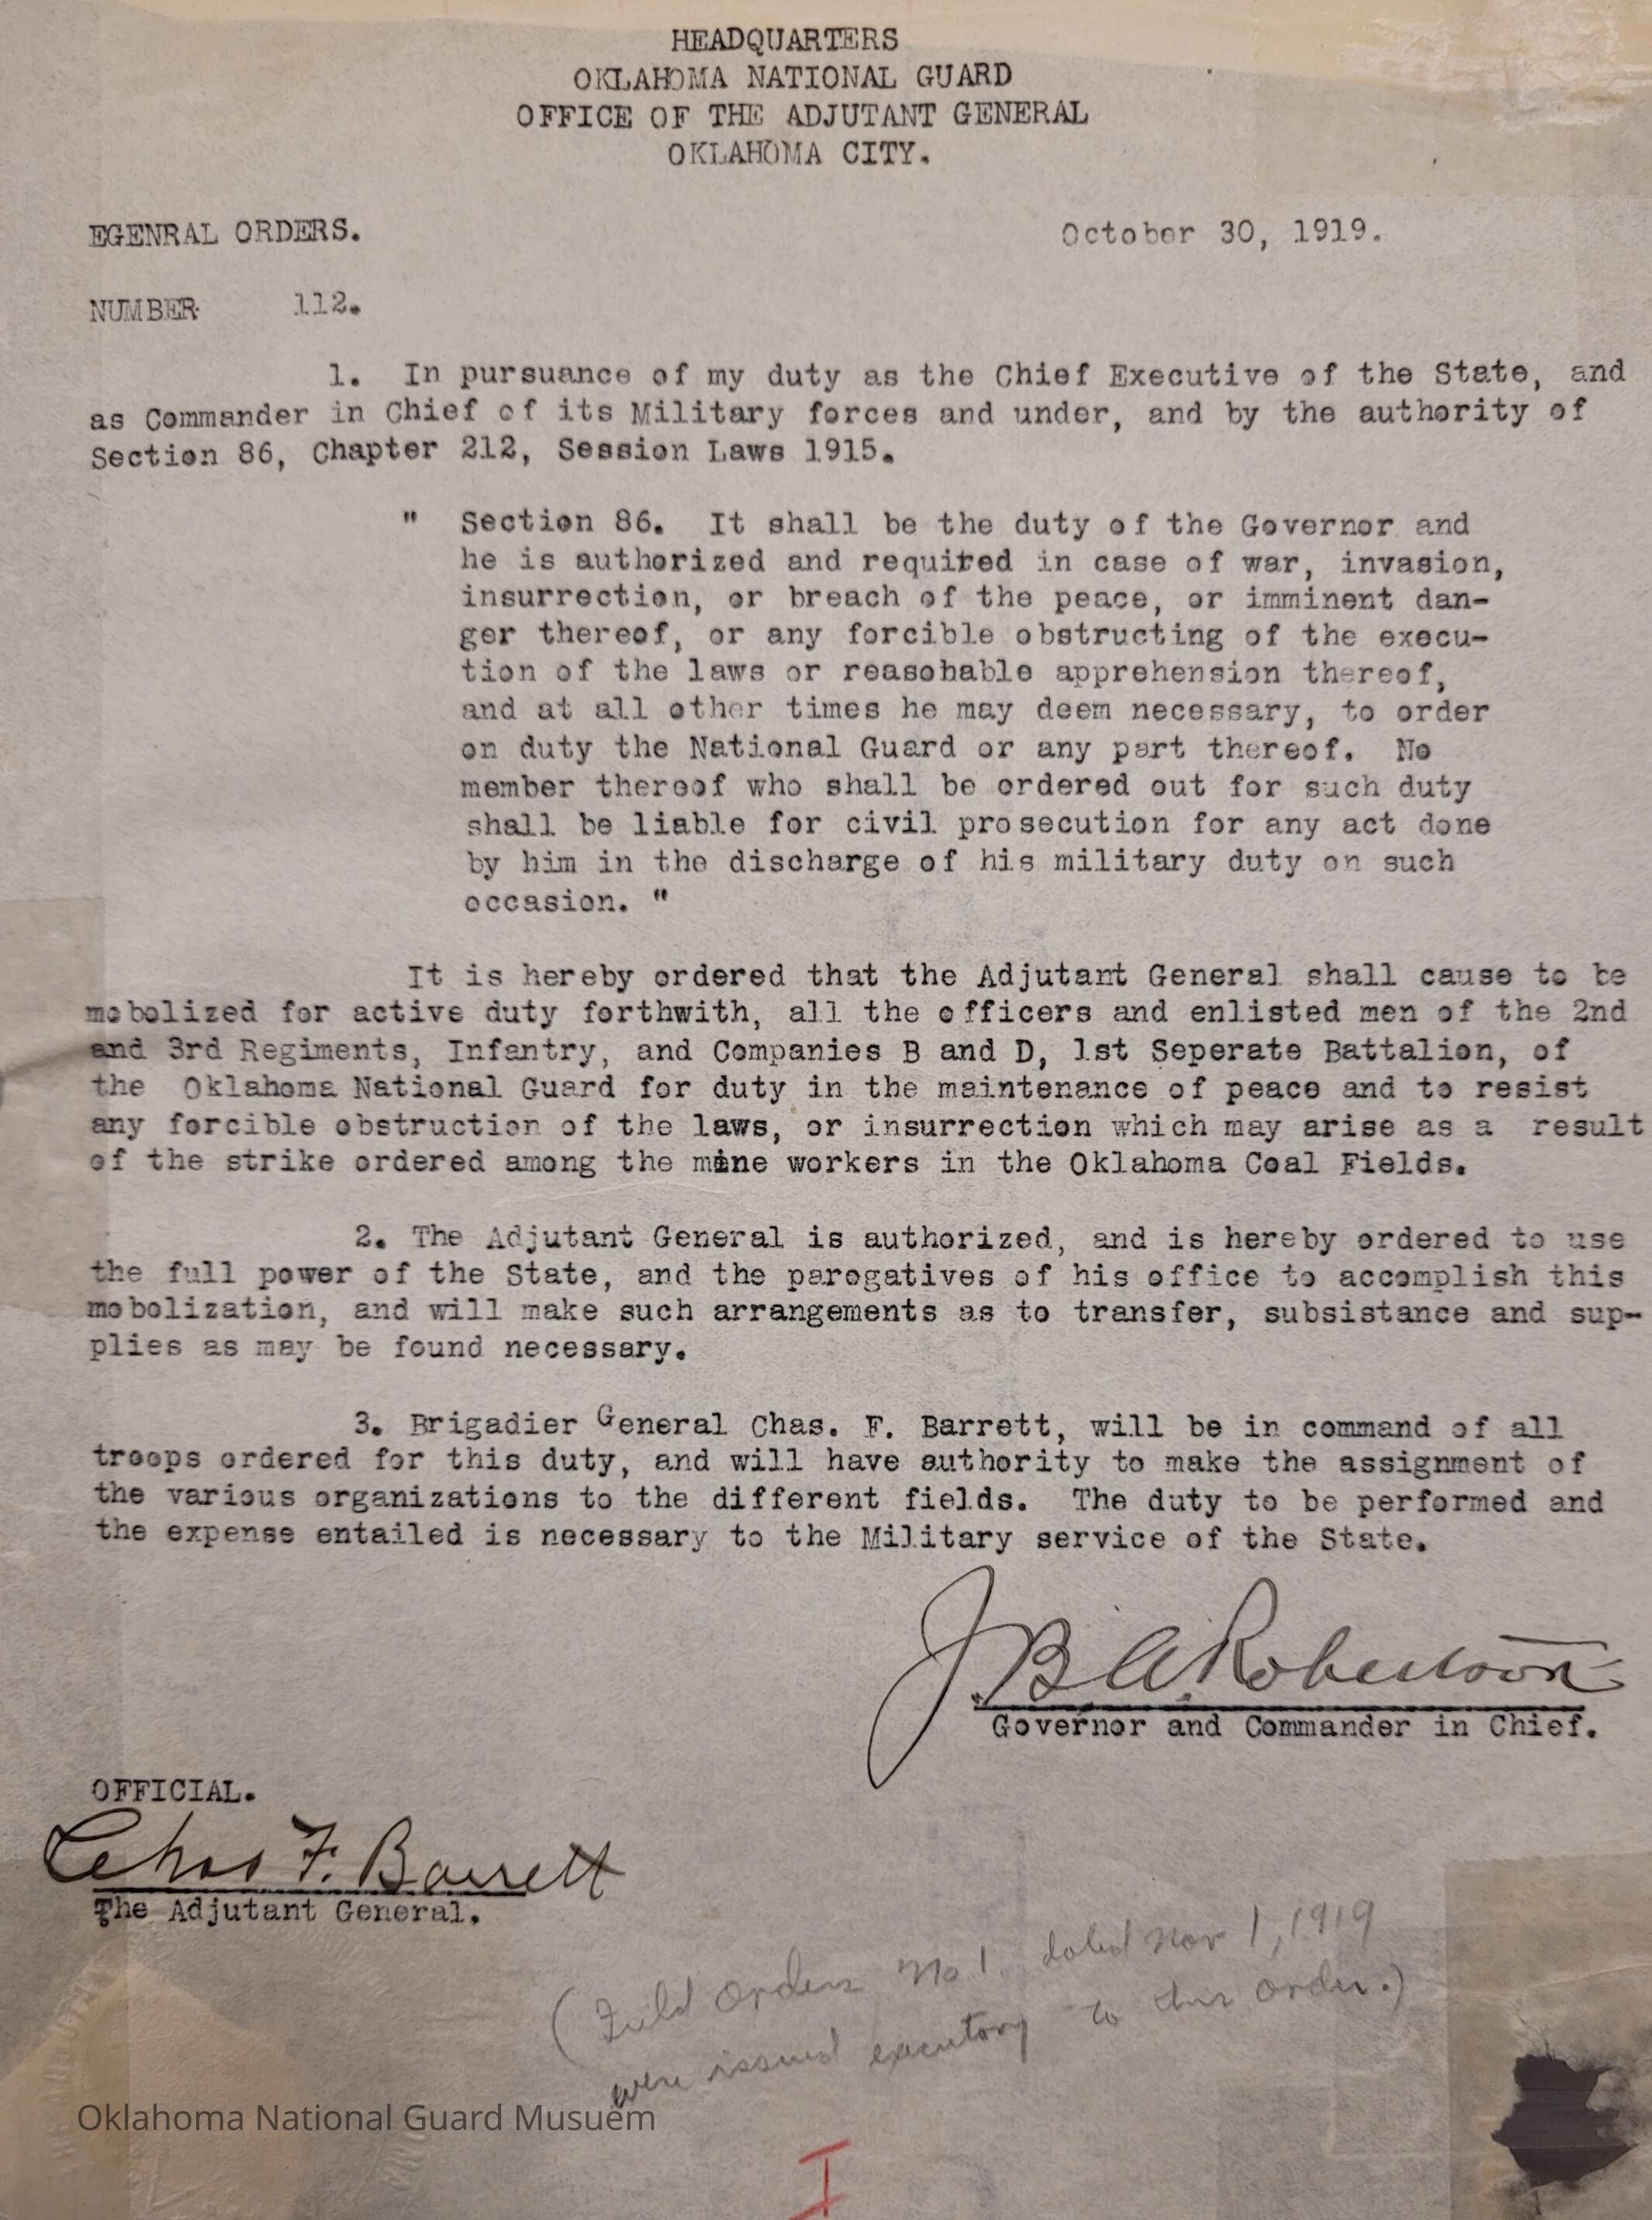 HEADQUARTERS
OKLAHOMA NATIONAL GUARD
OFFICE OF THE ADJUTANT GENERAL
OKLAHOMA CITY.
EGENRAL ORDERS. October 30, 1919.
NUMBER 112.
1. In pursuance of my duty as the Chief Executive of the State, and
as Commander in Chief of its Military forces and under, and by the authority of
Section 86, Chapter 212, Session Laws 1915.
" Section 86. It shall be the duty of the Governor and
he is authorized and required in case of war, invasion,
insurrection, or breach of the peace, or imminent dan-
ger thereof, or any forcible obstructing of the execu-
tion of the laws or reasohable apprehension thereof,
and at all other times he may deem necessary, to order
on duty the National Guard or any part thereof. No
member thereof who shall be ordered out for such duty
shall be liable for civil prosecution for any act done
by him in the discharge of his military duty on such
occasion. "
It is hereby ordered that the Adjutant General shall cause to be
mobolized for active duty forthwith, all the officers and enlisted men of the 2nd
and 3rd Regiments, Infantry, and Companies B and D, 1st Seperate Battalion, of
the Oklahoma National Guard for duty in the maintenance of peace and to resist
any forcible obstruction of the laws, or insurrection which may arise as a result
of the strike ordered among the mine workers in the Oklahoma Coal Fields.
2. The Adjutant General is authorized, and is hereby ordered to use
the full power of the State, and the parogatives of his office to accomplish this
mobolization, and will make such arrangements as to transfer, subsistance and sup-
plies as may be found necessary.
3. Brigadier General Chas. F. Barrett, will be in command of all
troops ordered for this duty, and will have authority to make the assignment of
the various organizations to the different fields. The duty to be performed and
the expense entailed is necessary to the Military service of the State.
J B A Robertson
Governor and Commander in Chief.
OFFICIAL.
Chas F. Barrett
The Adjutant General.
(Field Orders No 1. dated Nov 1, 1919
were issued executory to this order.)
Oklahoma National Guard Musuem
I